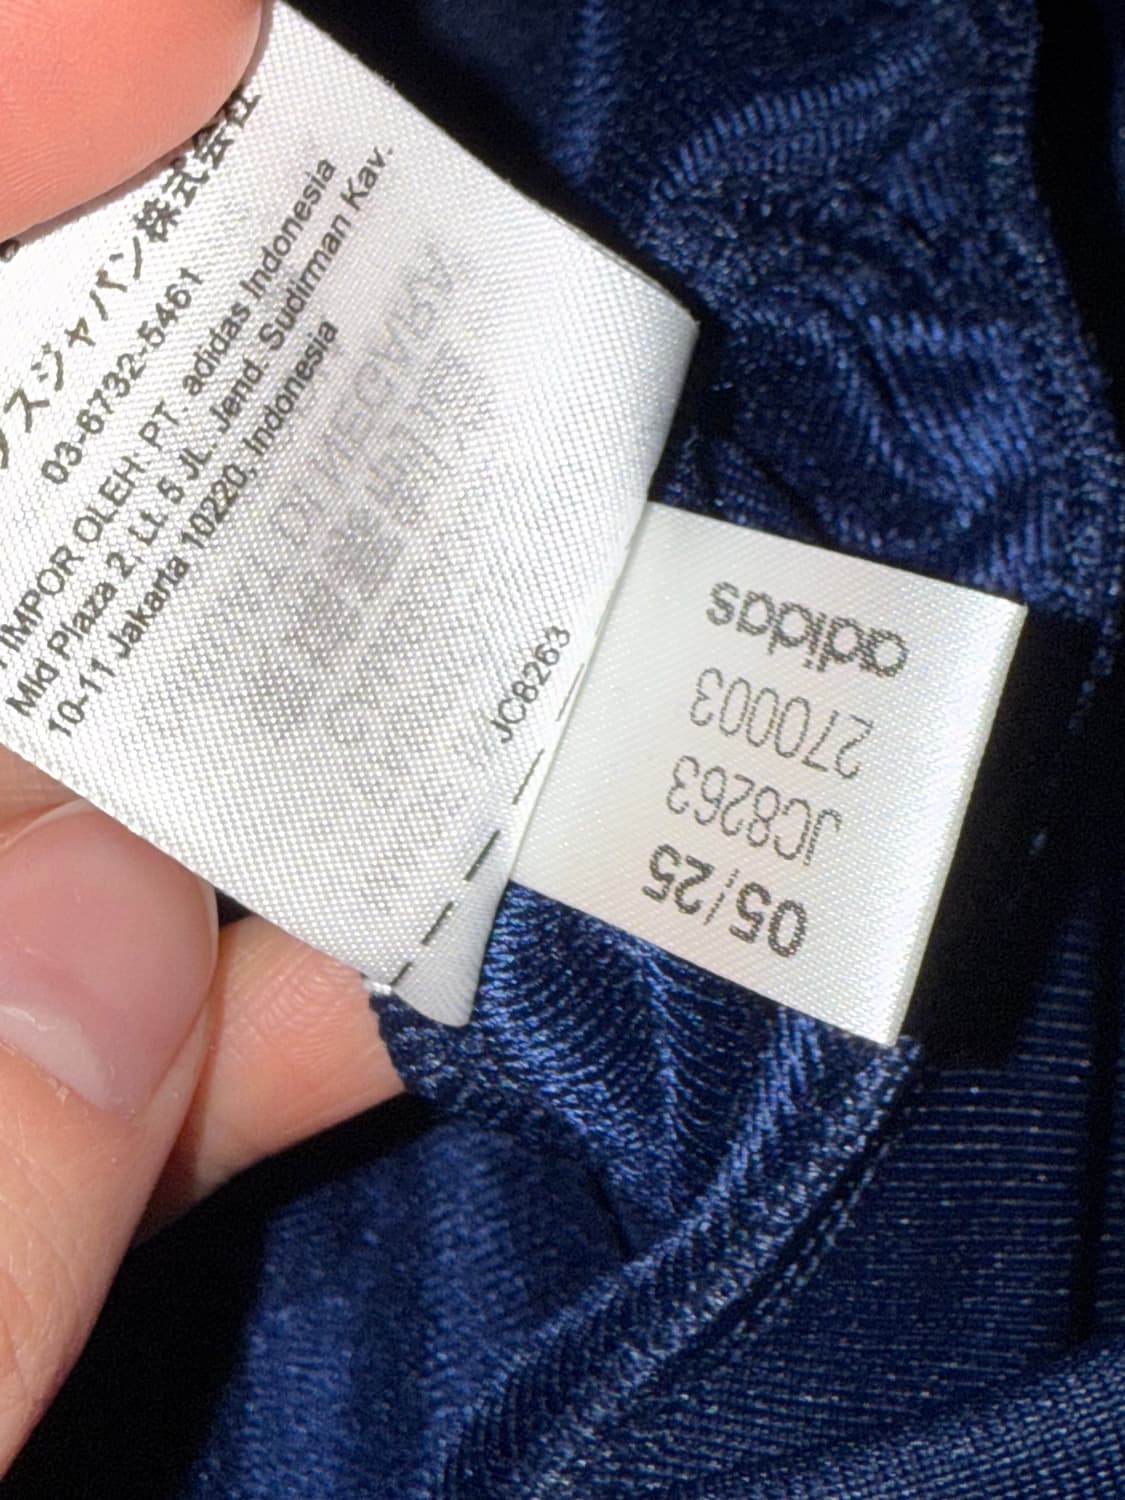 スジャパン株式会社
03-6732-5461
IMPOR OLEH PT. adidas Indonesia
Mid Plaza 2, Lt. 5 JL. Jend. Sudirman Kav.
10-11 Jakarta 10220, Indonesia
JC8263
adidas
270003
JC8263
05/25